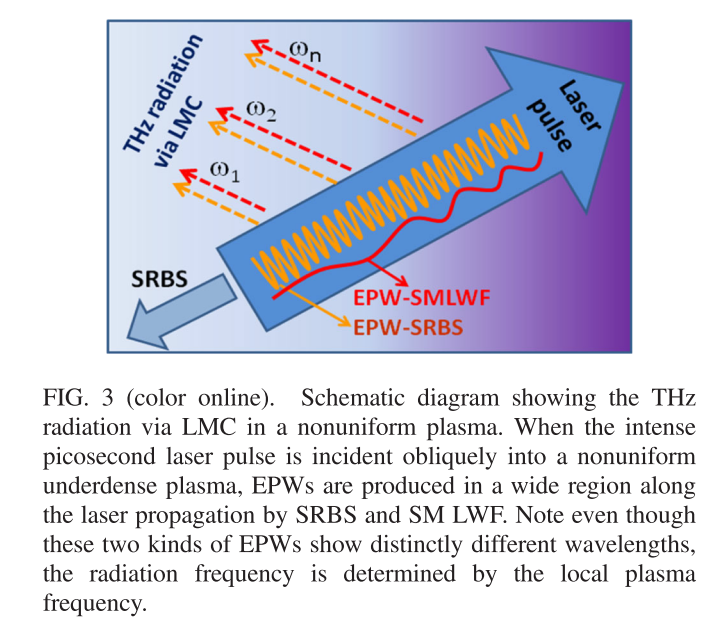 THz radiation
via LMC
ωn
ω2
ω1
Laser
pulse
SRBS
EPW-SMLWF
EPW-SRBS
FIG. 3 (color online). Schematic diagram showing the THz
radiation via LMC in a nonuniform plasma. When the intense
picosecond laser pulse is incident obliquely into a nonuniform
underdense plasma, EPWs are produced in a wide region along
the laser propagation by SRBS and SM LWF. Note even though
these two kinds of EPWs show distinctly different wavelengths,
the radiation frequency is determined by the local plasma
frequency.